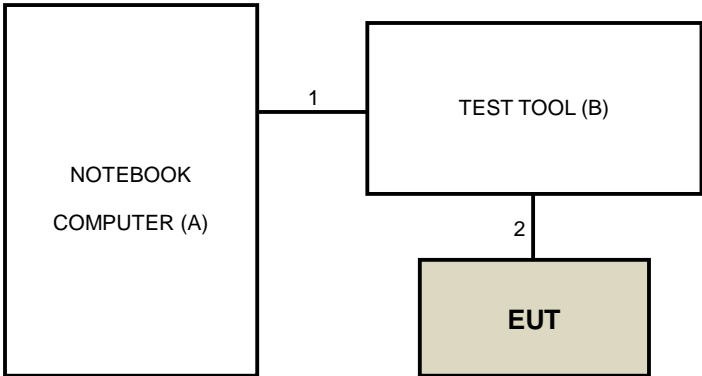 NOTEBOOK
COMPUTER (A)
1
TEST TOOL (B)
2
EUT